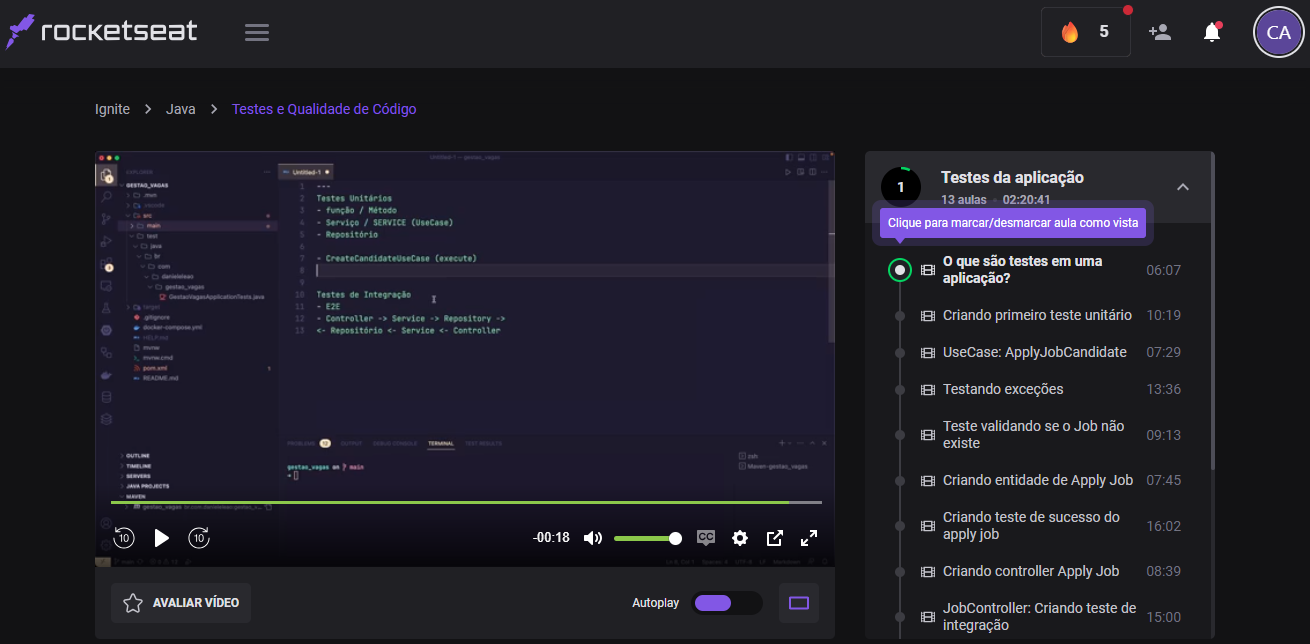 rocketseat
5
CA
Ignite > Java > Testes e Qualidade de Código
Untitled-1 — gestao_vagas
EXPLORER
Untitled-1
GESTAO_VAGAS
.mvn
.vscode
src
main
test
java
br
com
danieleleao
gestao_vagas
GestaoVagasApplicationTests.java
target
.gitignore
docker-compose.yml
HELP.md
mvnw
mvnw.cmd
pom.xml
README.md
OUTLINE
TIMELINE
SERVERS
JAVA PROJECTS
MAVEN
1 ---
2 Testes Unitários
3 - função / Método
4 - Serviço / SERVICE (UseCase)
5 - Repositório
6
7 - CreateCandidateUseCase (execute)
8
9
10 Testes de Integração
11 - E2E
12 - Controller -> Service -> Repository ->
13 <- Repositório <- Service <- Controller
PROBLEMS 12 OUTPUT DEBUG CONSOLE TERMINAL TEST RESULTS
gestao_vagas on main
zsh
Maven-gestao_vagas
10
10
-00:18
CC
AVALIAR VÍDEO
Autoplay
1
Testes da aplicação
13 aulas · 02:20:41
Clique para marcar/desmarcar aula como vista
O que são testes em uma
aplicação?
06:07
Criando primeiro teste unitário 10:19
UseCase: ApplyJobCandidate 07:29
Testando exceções 13:36
Teste validando se o Job não
existe
09:13
Criando entidade de Apply Job 07:45
Criando teste de sucesso do
apply job
16:02
Criando controller Apply Job 08:39
JobController: Criando teste de
integração
15:00